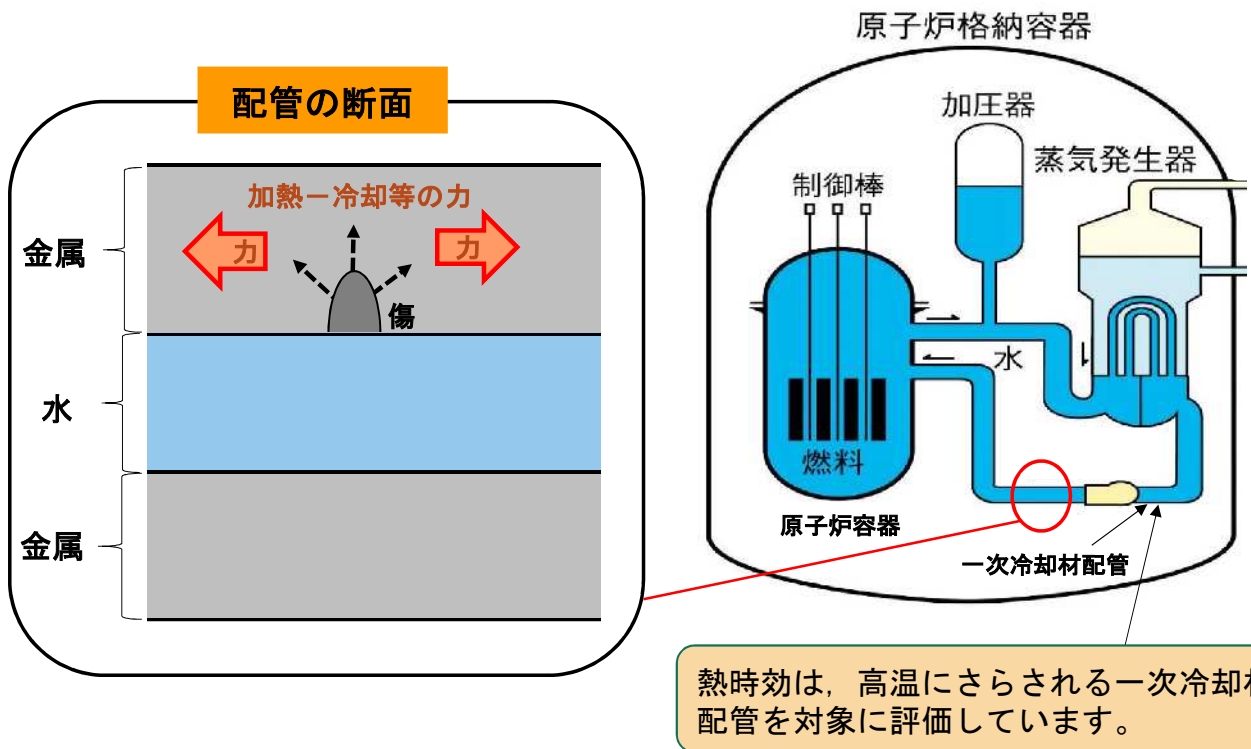 配管の断面
加熱ー冷却等の力
力
力
傷
金属
水
金属
原子炉格納容器
加圧器
蒸気発生器
制御棒
水
燃料
原子炉容器
一次冷却材配管
熱時効は，高温にさらされる一次冷却材
配管を対象に評価しています。